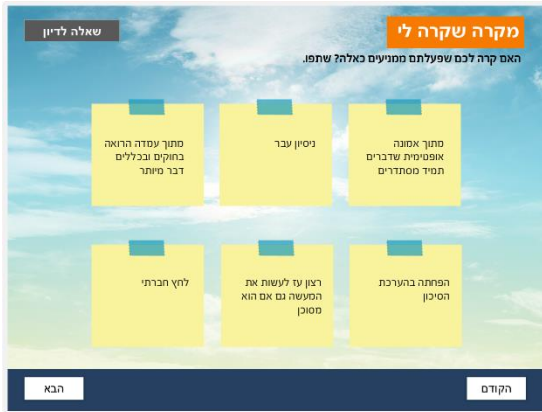 מקרה שקרה לי
שאלה לדיון
האם קרה לכם שפעלתם ממניעים כאלה? שתפו.
מתוך אמונה
אופטימית שדברים
תמיד מסתדרים
ניסיון עבר
מתוך עמדה הרואה
בחוקים ובכללים
דבר מיותר
הפחתה בהערכת
הסיכון
רצון עז לעשות את
המעשה גם אם הוא
מסוכן
לחץ חברתי
הקודם
הבא